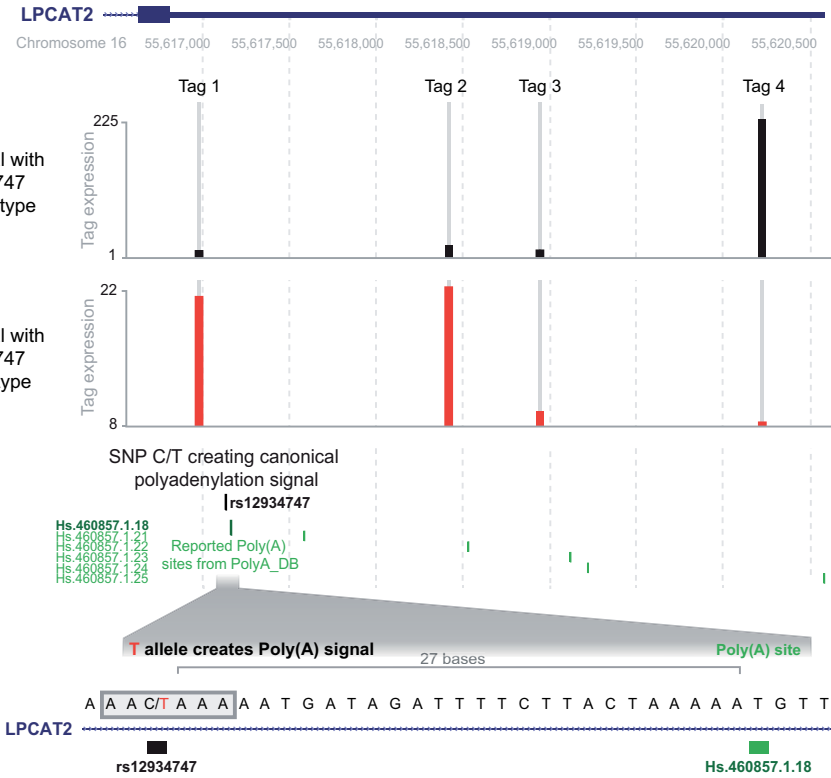 LPCAT2
Chromosome 16 55,617,000 55,617,500 55,618,000 55,618,500 55,619,000 55,619,500 55,620,000 55,620,500
Tag 1 Tag 2 Tag 3 Tag 4
225
l with
747
type
Tag expression
1
22
l with
747
type
Tag expression
8
SNP C/T creating canonical
polyadenylation signal
rs12934747
Hs.460857.1.18
Hs.460857.1.21
Hs.460857.1.22
Hs.460857.1.23
Hs.460857.1.24
Hs.460857.1.25
Reported Poly(A)
sites from PolyA_DB
T allele creates Poly(A) signal
Poly(A) site
27 bases
A A A C/T A A A A A T G A T A G A T T T T C T T A C T A A A A A T G T T
LPCAT2
rs12934747
Hs.460857.1.18